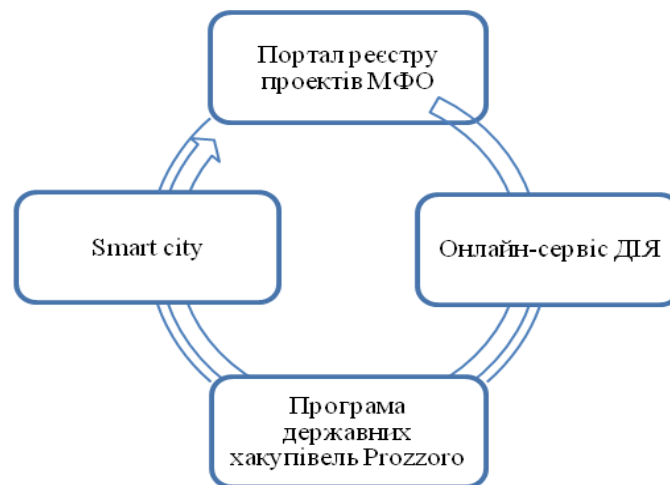 Портал реєстру
проектів МФО
Smart city
Онлайн-сервіс ДІЯ
Програма
державних
хакупівель Prozzoro